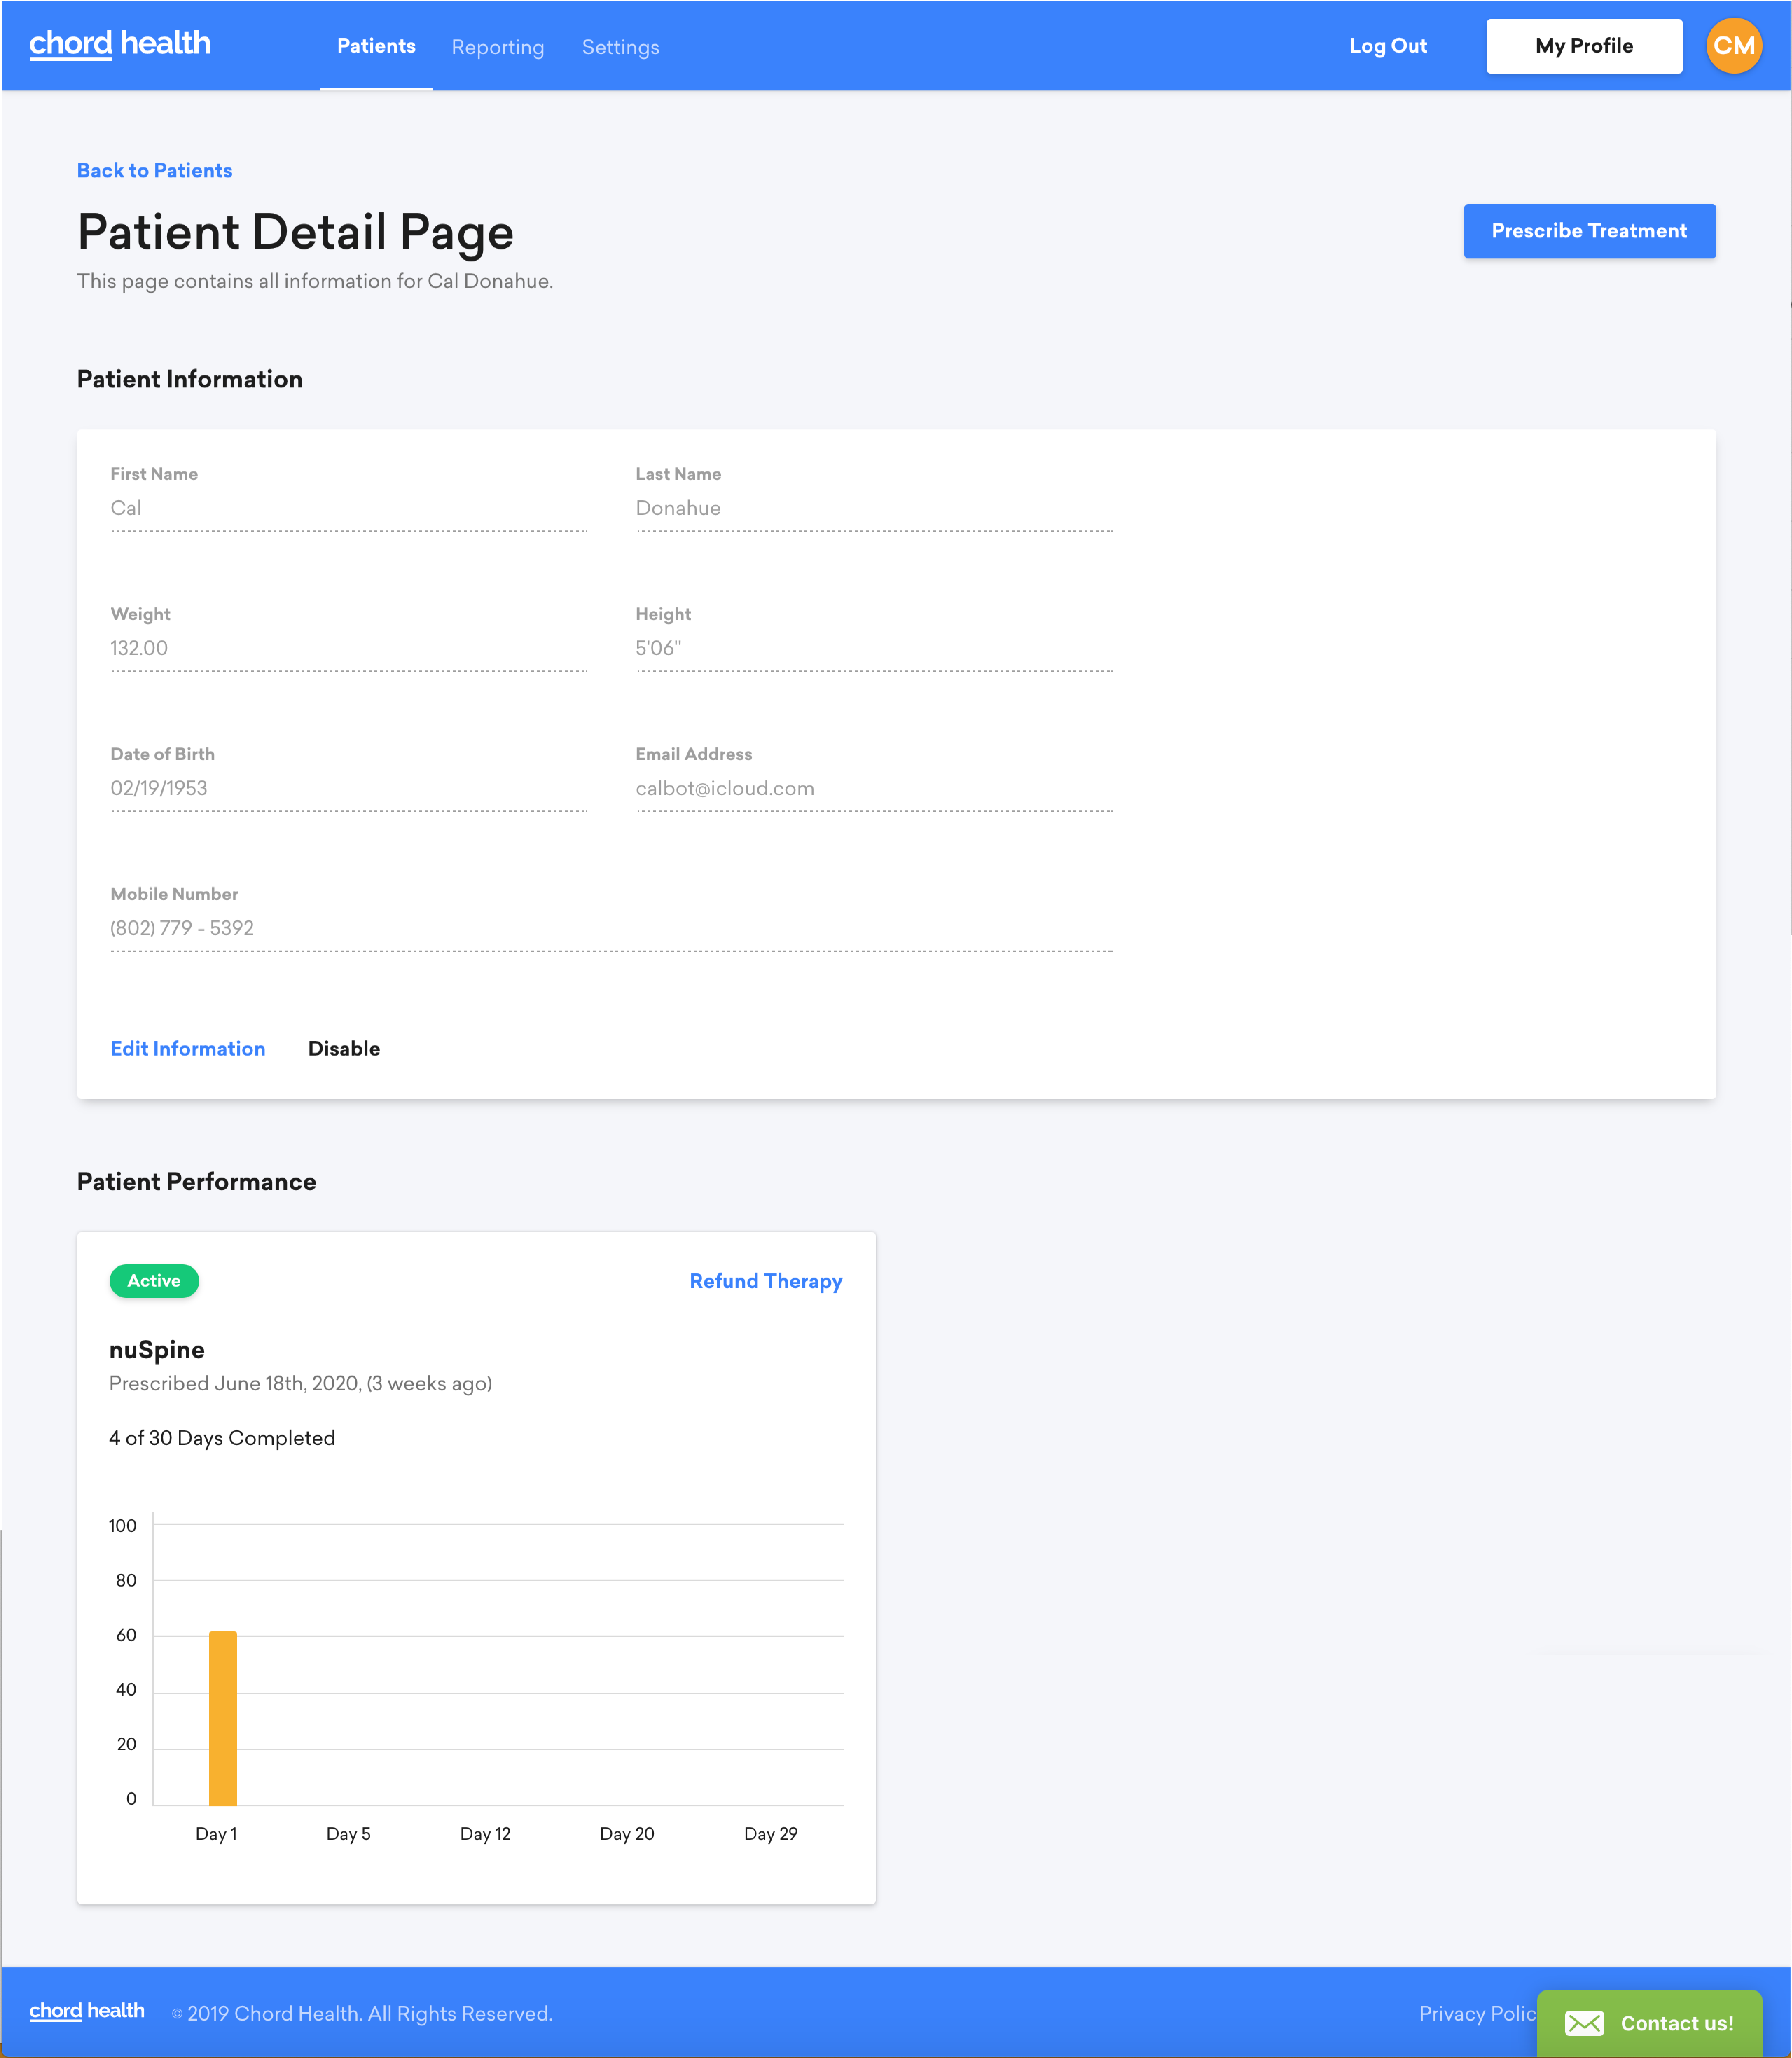 chord health Patients Reporting Settings Log Out My Profile CM
Back to Patients
Patient Detail Page
Prescribe Treatment
This page contains all information for Cal Donahue.
Patient Information
First Name Last Name
Cal Donahue
Weight Height
132.00 5'06"
Date of Birth Email Address
02/19/1953 calbot@icloud.com
Mobile Number
(802) 779 - 5392
Edit Information Disable
Patient Performance
Active Refund Therapy
nuSpine
Prescribed June 18th, 2020, (3 weeks ago)
4 of 30 Days Completed
100
80
60
40
20
0
Day 1 Day 5 Day 12 Day 20 Day 29
chord health © 2019 Chord Health. All Rights Reserved. Privacy Polic Contact us!